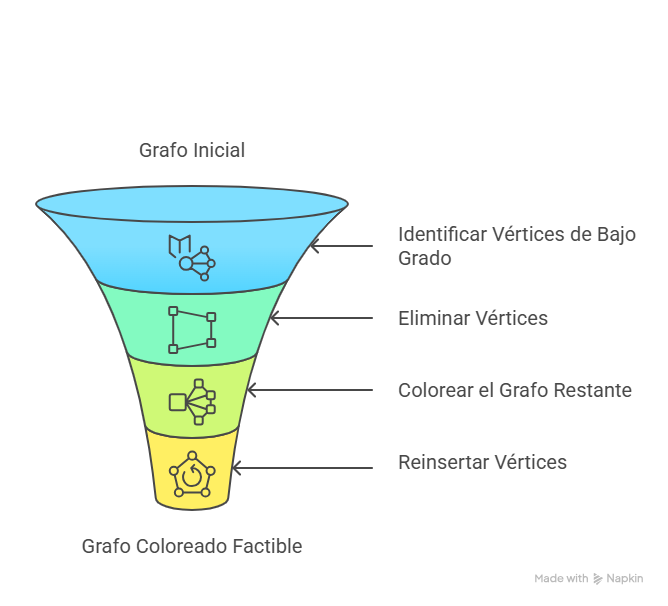 Grafo Inicial
Identificar Vértices de Bajo
Grado
Eliminar Vértices
Colorear el Grafo Restante
Reinsertar Vértices
Grafo Coloreado Factible
Made with Napkin